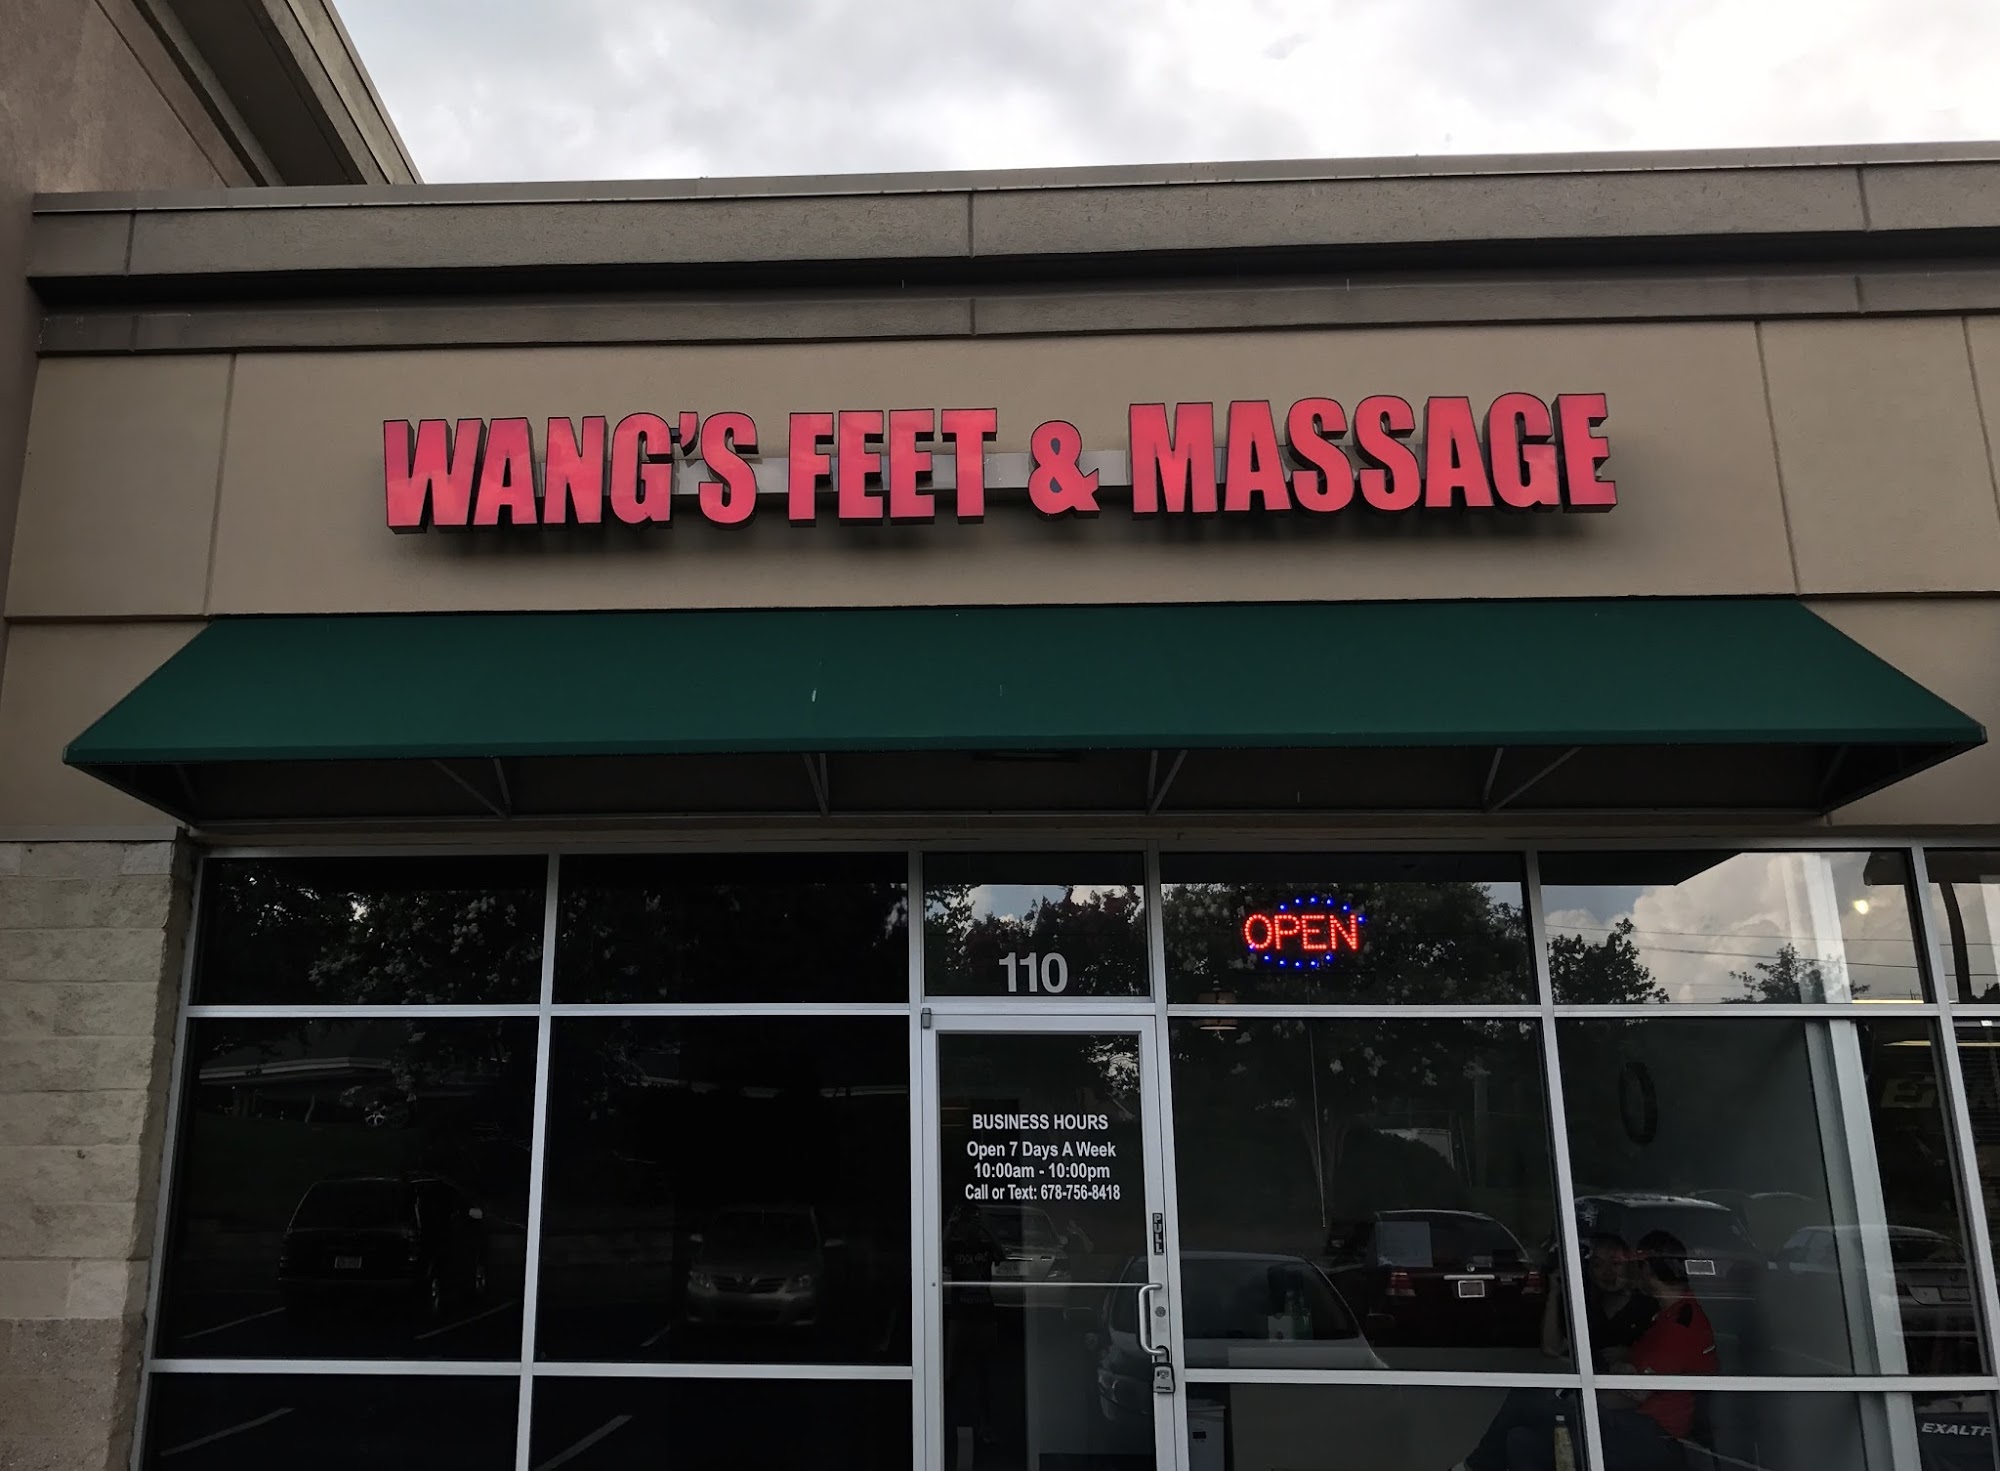 WANG'S FEET & MASSAGE
OPEN
110
BUSINESS HOURS
Open 7 Days A Week
10:00am - 10:00pm
Call or Text: 678-756-8418
PULL